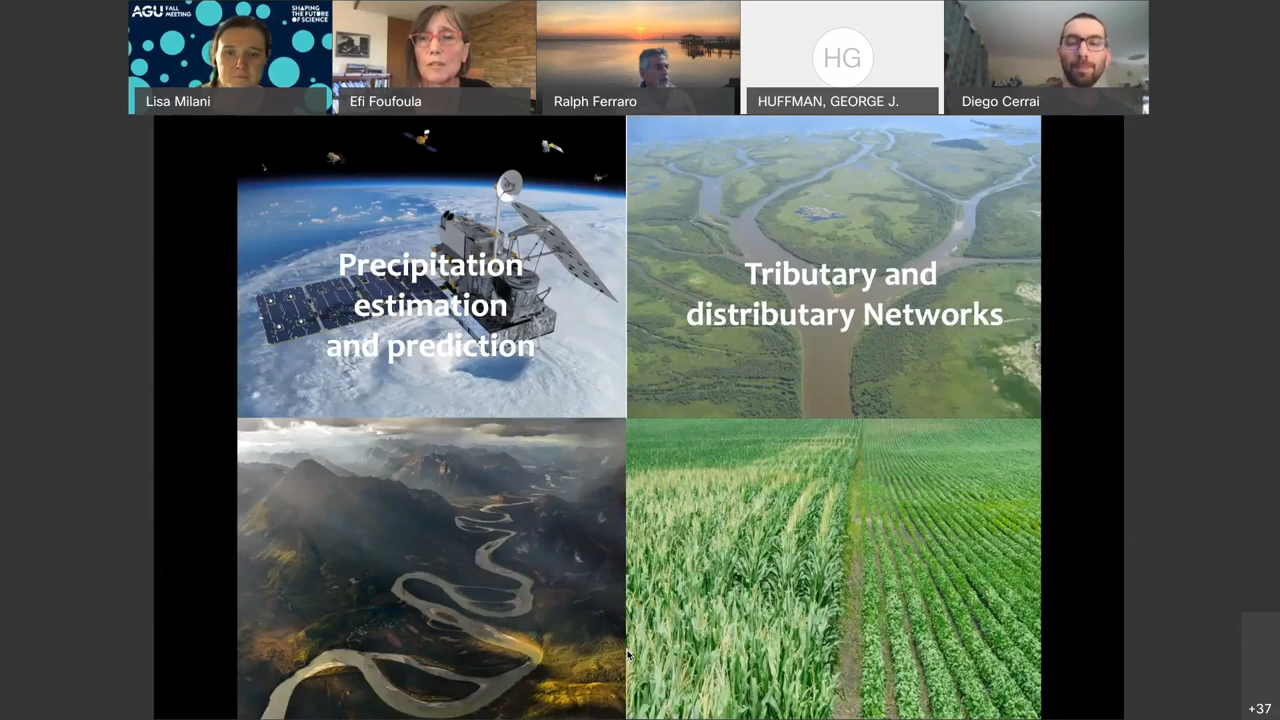 AGU FALL MEETING
SHAPING THE FUTURE OF SCIENCE
Lisa Milani
Efi Foufoula
Ralph Ferraro
HG
HUFFMAN, GEORGE J.
Diego Cerrai
Precipitation
estimation
and prediction
Tributary and
distributary Networks
+37